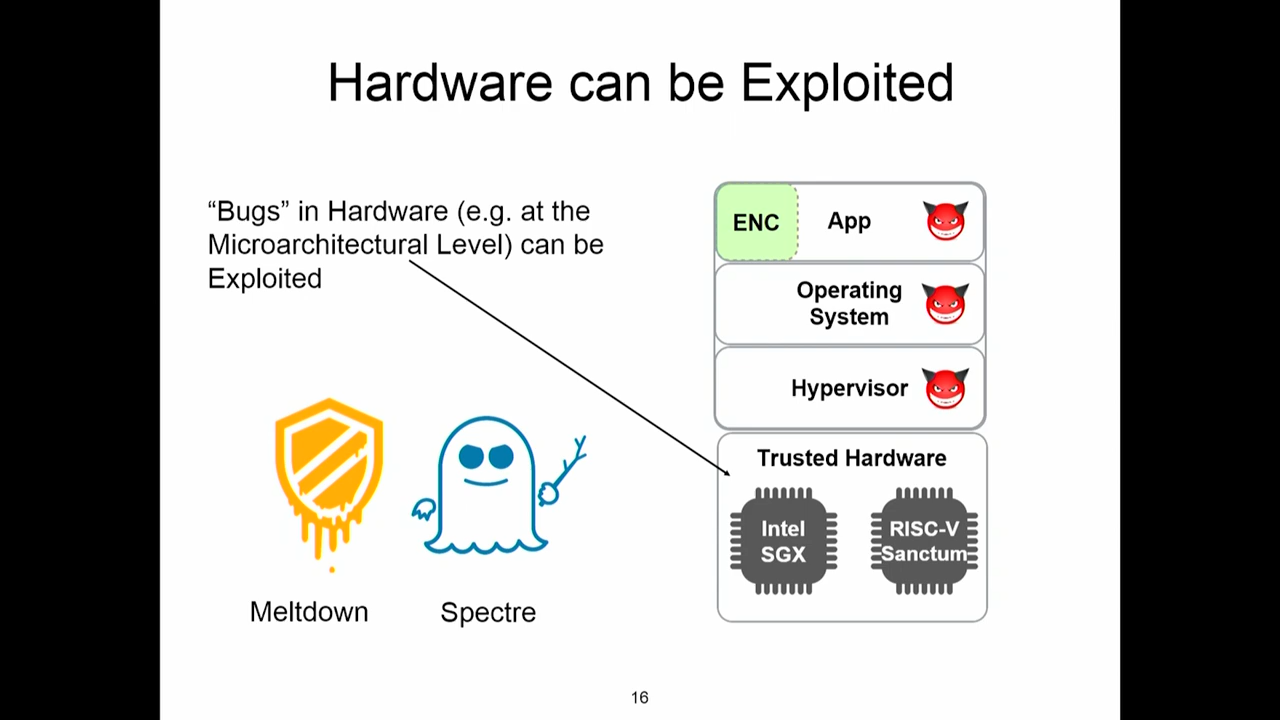 Hardware can be Exploited
“Bugs” in Hardware (e.g. at the
Microarchitectural Level) can be
Exploited
ENC
App
Operating
System
Hypervisor
Trusted Hardware
Intel
SGX
RISC-V
Sanctum
Meltdown
Spectre
16